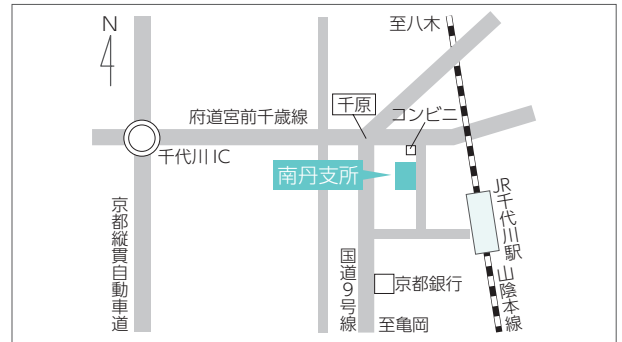 N
至八木
千原
コンビニ
府道宮前千歳線
千代川IC
南丹支所
JR千代川駅
京都縦貫自動車道
国道9号線
山陰本線
京都銀行
至亀岡